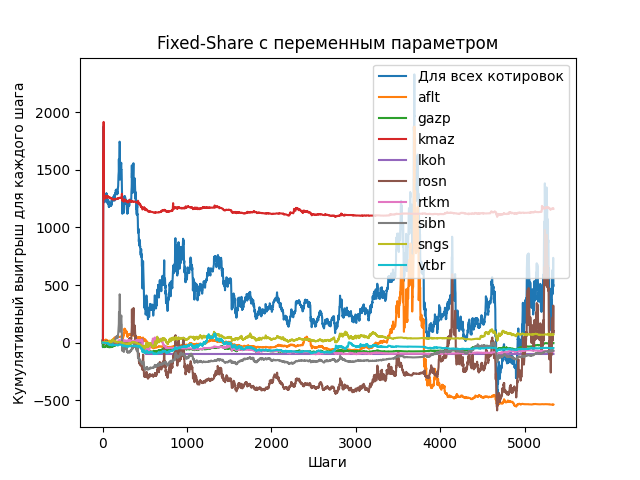 Fixed-Share с переменным параметром
Кумулятивный выигрыш для каждого шага
2000
1500
1000
500
0
−500
Для всех котировок
aflt
gazp
kmaz
lkoh
rosn
rtkm
sibn
sngs
vtbr
0 1000 2000 3000 4000 5000
Шаги